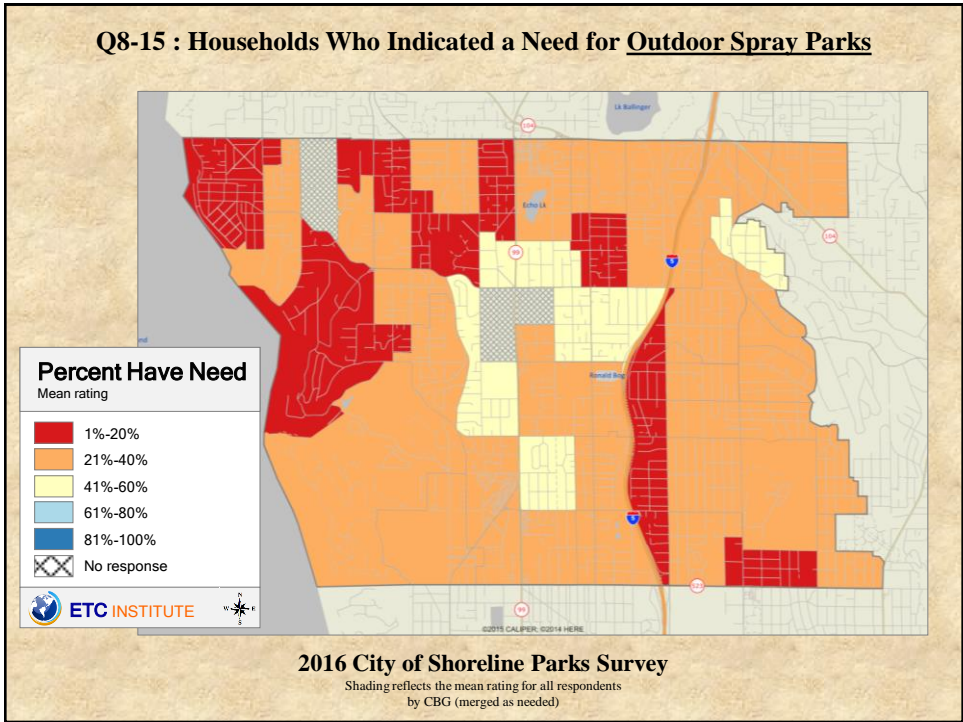 Q8-15 : Households Who Indicated a Need for Outdoor Spray Parks
Lk Ballinger
104
Echo Lk
104
99
5
nd
Ronald Bog
5
523
99
©2015 CALIPER; ©2014 HERE
Percent Have Need
Mean rating
1%-20%
21%-40%
41%-60%
61%-80%
81%-100%
No response
ETC INSTITUTE
N
W E
S
2016 City of Shoreline Parks Survey
Shading reflects the mean rating for all respondents
by CBG (merged as needed)